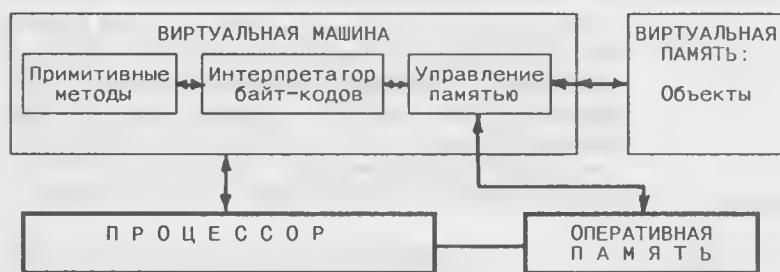 ВИРТУАЛЬНАЯ МАШИНА
Примитивные
методы
Интерпретатор
байт-кодов
Управление
памятью
ВИРТУАЛЬНАЯ
ПАМЯТЬ:
Объекты
ПРОЦЕССОР
ОПЕРАТИВНАЯ
ПАМЯТЬ